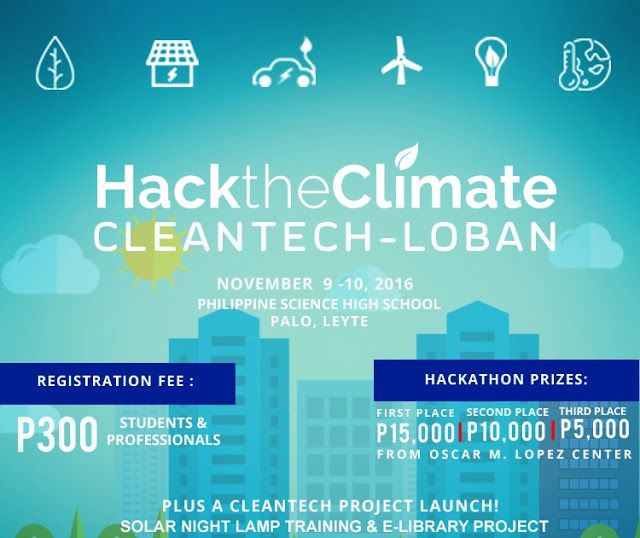 HacktheClimate
CLEANTECH-LOBAN
NOVEMBER 9 -10, 2016
PHILIPPINE SCIENCE HIGH SCHOOL
PALO, LEYTE
REGISTRATION FEE :
P300 STUDENTS & PROFESSIONALS
HACKATHON PRIZES:
FIRST PLACE SECOND PLACE THIRD PLACE
P15,000 | P10,000 | P5,000
FROM OSCAR M. LOPEZ CENTER
PLUS A CLEANTECH PROJECT LAUNCH!
SOLAR NIGHT LAMP TRAINING & E-LIBRARY PROJECT